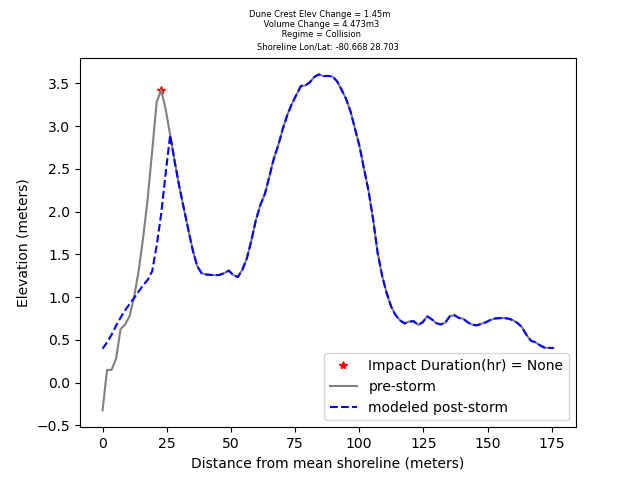 Dune Crest Elev Change = 1.45m
Volume Change = 4.473m3
Regime = Collision
Shoreline Lon/Lat: -80.668 28.703
Elevation (meters)
3.5
3.0
2.5
2.0
1.5
1.0
0.5
0.0
−0.5
Impact Duration(hr) = None
pre-storm
modeled post-storm
0 25 50 75 100 125 150 175
Distance from mean shoreline (meters)